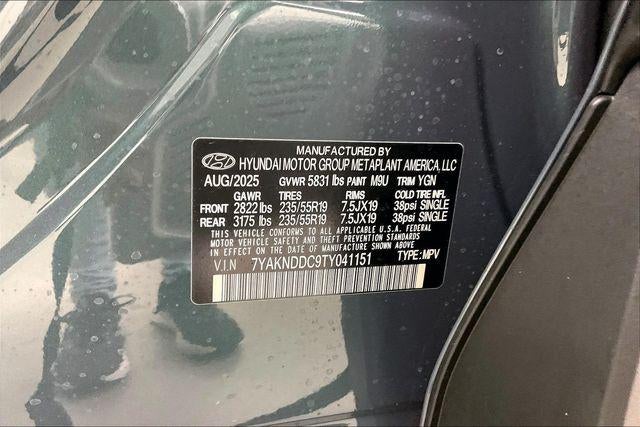 MANUFACTURED BY
HYUNDAI MOTOR GROUP METAPLANT AMERICA, LLC
AUG/2025 GVWR 5831 lbs PAINT M9U TRIM YGN
GAWR TIRES RIMS COLD TIRE INFL
FRONT 2822 lbs 235/55R19 7.5JX19 38psi SINGLE
REAR 3175 lbs 235/55R19 7.5JX19 38psi SINGLE
THIS VEHICLE CONFORMS TO ALL APPLICABLE U.S.A. FEDERAL
MOTOR VEHICLE SAFETY, BUMPER, AND THEFT PREVENTION
STANDARDS IN EFFECT ON THE DATE OF MANUFACTURE SHOWN ABOVE.
V.I.N 7YAKNDDC9TY041151 TYPE:MPV